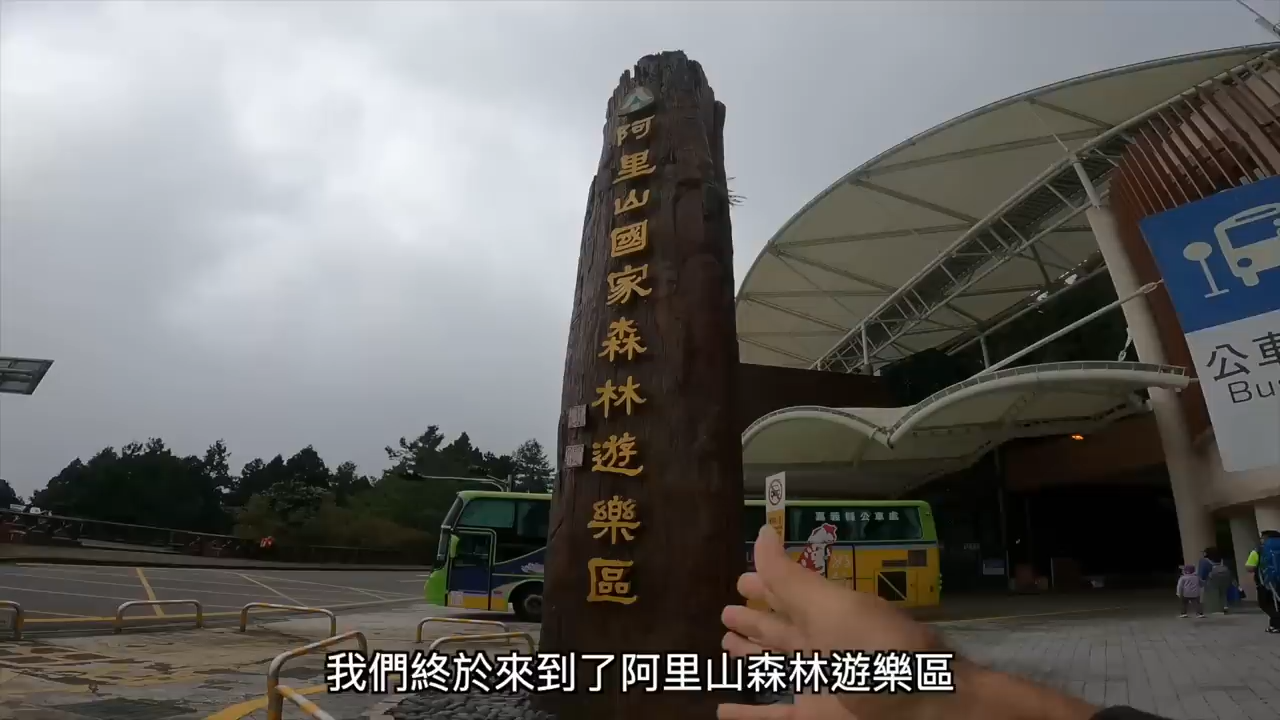 阿里山國家森林遊樂區
嘉義縣公車處
公車
Bu
我們終於來到了阿里山森林遊樂區